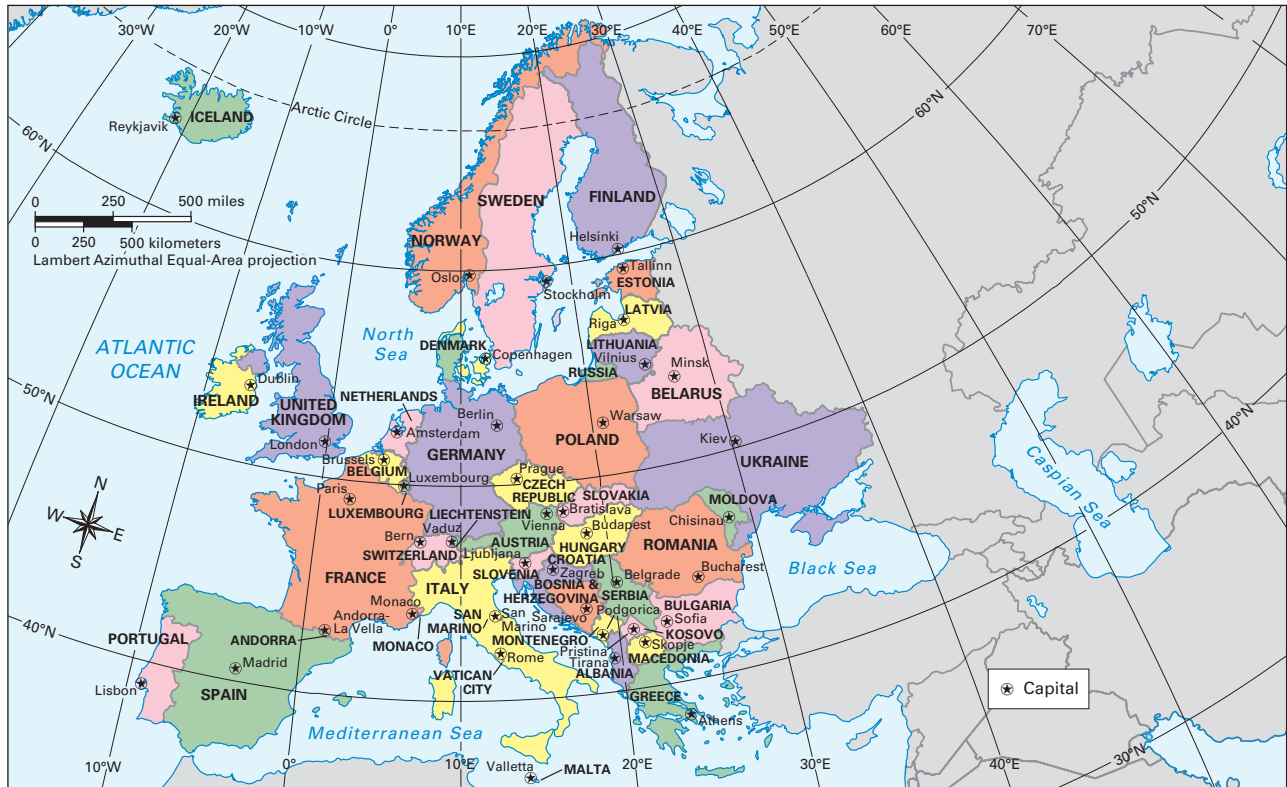 30°W
20°W
10°W
0°
10°E
20°E
30°E
40°E
50°E
60°E
70°E
Arctic Circle
60°N
60°N
ICELAND
Reykjavik
0 250 500 miles
0 250 500 kilometers
Lambert Azimuthal Equal-Area projection
SWEDEN
FINLAND
NORWAY
Helsinki
Oslo
Tallinn
ESTONIA
Stockholm
50°N
LATVIA
Riga
North
Sea
ATLANTIC
OCEAN
DENMARK
Copenhagen
LITHUANIA
Vilnius
RUSSIA
Minsk
BELARUS
Dublin
IRELAND
UNITED
KINGDOM
London
NETHERLANDS
Amsterdam
Berlin
GERMANY
Warsaw
POLAND
Kiev
UKRAINE
50°N
40°N
Brussels
BELGIUM
Luxembourg
LUXEMBOURG
Paris
Prague
CZECH
REPUBLIC
SLOVAKIA
Bratislava
MOLDOVA
Chisinau
Caspian Sea
N
W
E
S
LIECHTENSTEIN
Vaduz
Vienna
Budapest
Bern
SWITZERLAND
AUSTRIA
HUNGARY
ROMANIA
Ljubljana
SLOVENIA
CROATIA
Zagreb
Belgrade
Bucharest
Black Sea
FRANCE
ITALY
BOSNIA &
HERZEGOVINA
SERBIA
Monaco
San
Marino
SAN
MARINO
Sarajevo
Podgorica
BULGARIA
Sofia
Andorra-
La Vella
ANDORRA
MONACO
MONTENEGRO
KOSOVO
Pristina
Skopje
40°N
PORTUGAL
Madrid
Rome
VATICAN
CITY
Tirana
ALBANIA
MACEDONIA
Lisbon
SPAIN
GREECE
Athens
Capital
Mediterranean Sea
Valletta
MALTA
10°W
0°
10°E
20°E
30°E
40°E
30°N